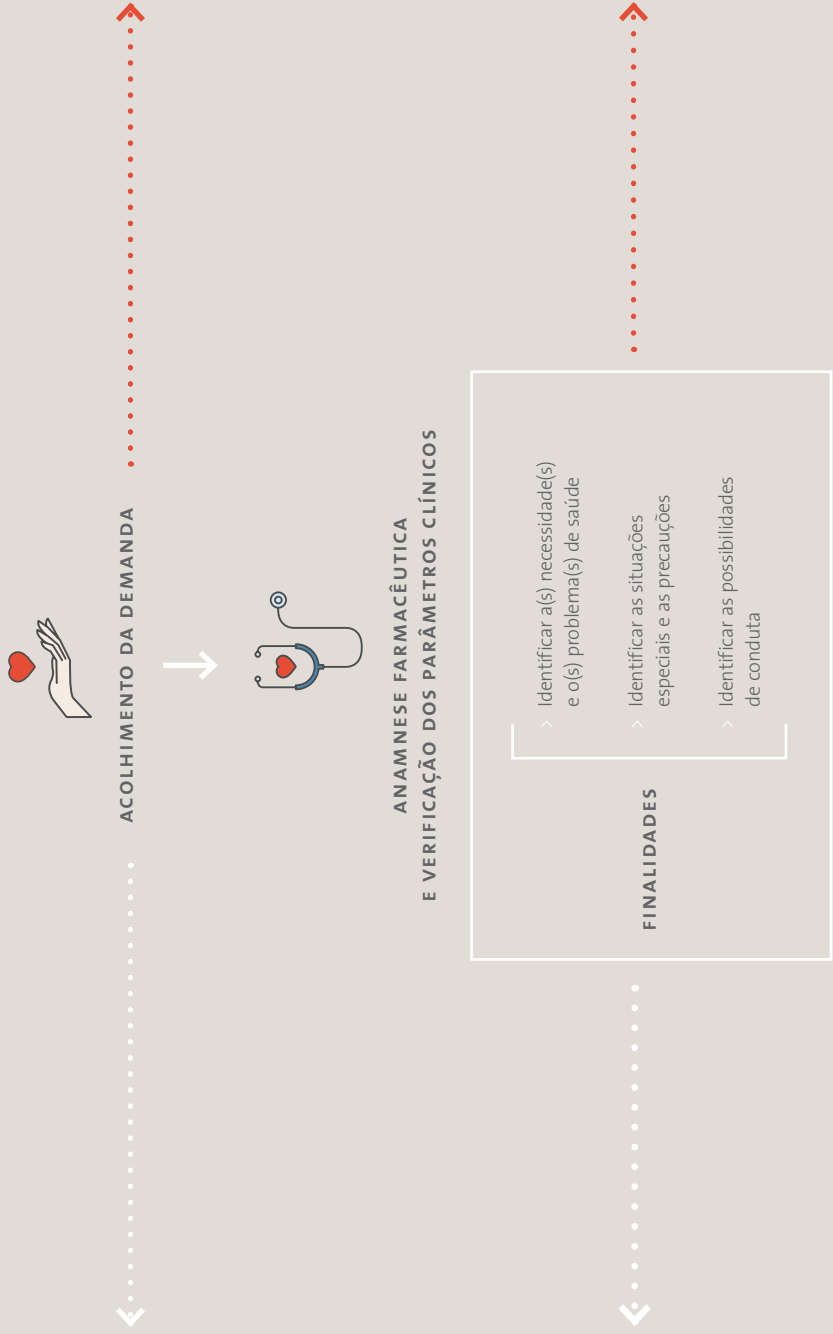 ACOLHIMENTO DA DEMANDA
ANAMNESE FARMACÊUTICA
E VERIFICAÇÃO DOS PARÂMETROS CLÍNICOS
FINALIDADES
> Identificar a(s) necessidade(s)
e o(s) problema(s) de saúde
> Identificar as situações
especiais e as precauções
> Identificar as possibilidades
de conduta